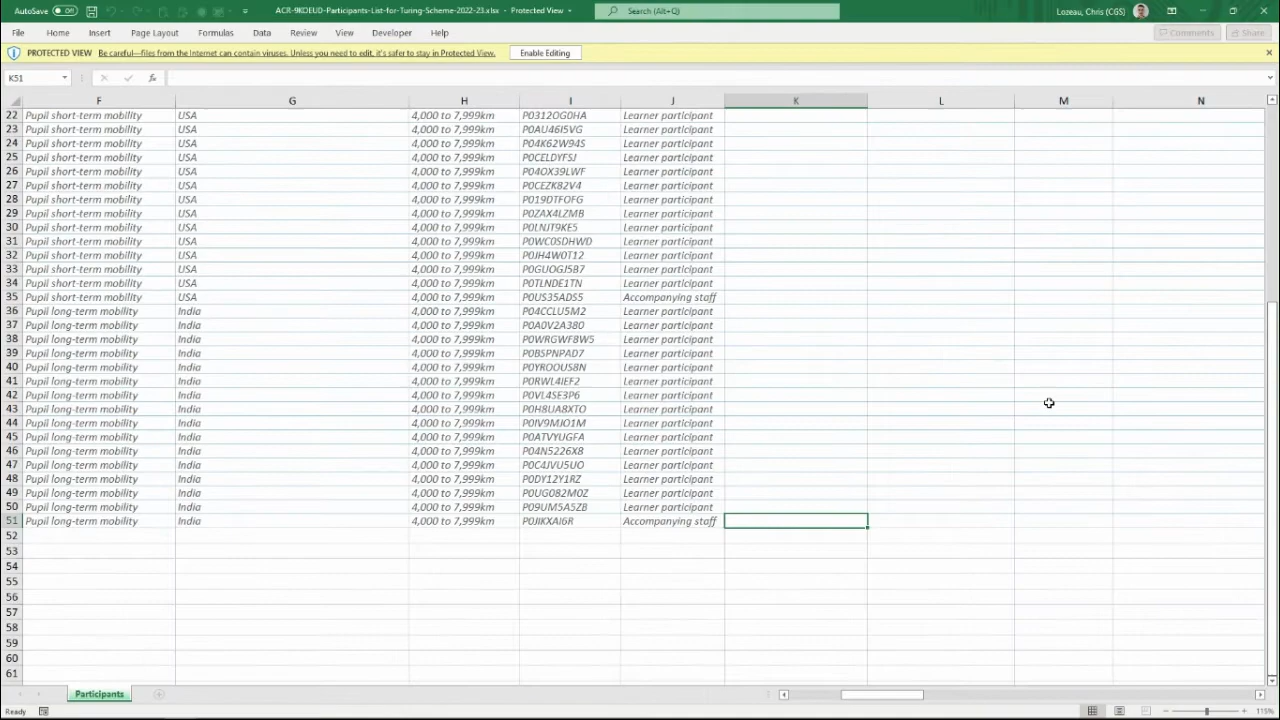 AutoSave Off ACR-9KOEUD-Participants-List-for-Turing-Scheme-2022-23.xlsx - Protected View Search (Alt+Q) Lozeau, Chris (CGS)
File Home Insert Page Layout Formulas Data Review View Developer Help Comments Share
PROTECTED VIEW Be careful—files from the Internet can contain viruses. Unless you need to edit, it's safer to stay in Protected View. Enable Editing
K51 fx
F G H I J K L M N
22 Pupil short-term mobility USA 4,000 to 7,999km P0312OG0HA Learner participant
23 Pupil short-term mobility USA 4,000 to 7,999km P0AU46I5VG Learner participant
24 Pupil short-term mobility USA 4,000 to 7,999km P04K62W94S Learner participant
25 Pupil short-term mobility USA 4,000 to 7,999km P0CELDYFSJ Learner participant
26 Pupil short-term mobility USA 4,000 to 7,999km P04OX39LWF Learner participant
27 Pupil short-term mobility USA 4,000 to 7,999km P0CEZK82V4 Learner participant
28 Pupil short-term mobility USA 4,000 to 7,999km P019DTFOFG Learner participant
29 Pupil short-term mobility USA 4,000 to 7,999km P0ZAX4LZMB Learner participant
30 Pupil short-term mobility USA 4,000 to 7,999km P0LNJT9KE5 Learner participant
31 Pupil short-term mobility USA 4,000 to 7,999km P0WC0SDHWD Learner participant
32 Pupil short-term mobility USA 4,000 to 7,999km P0JH4W0T12 Learner participant
33 Pupil short-term mobility USA 4,000 to 7,999km P0GUOGJ5B7 Learner participant
34 Pupil short-term mobility USA 4,000 to 7,999km P0TLNDE1TN Learner participant
35 Pupil short-term mobility USA 4,000 to 7,999km P0US35ADS5 Accompanying staff
36 Pupil long-term mobility India 4,000 to 7,999km P04CCLU5M2 Learner participant
37 Pupil long-term mobility India 4,000 to 7,999km P0A0V2A380 Learner participant
38 Pupil long-term mobility India 4,000 to 7,999km P0WRGWF8W5 Learner participant
39 Pupil long-term mobility India 4,000 to 7,999km P0BSPNPAD7 Learner participant
40 Pupil long-term mobility India 4,000 to 7,999km P0YROOUS8N Learner participant
41 Pupil long-term mobility India 4,000 to 7,999km P0RWL4IEF2 Learner participant
42 Pupil long-term mobility India 4,000 to 7,999km P0VL4SE3P6 Learner participant
43 Pupil long-term mobility India 4,000 to 7,999km P0H8UA8XTO Learner participant
44 Pupil long-term mobility India 4,000 to 7,999km P0IV9MJO1M Learner participant
45 Pupil long-term mobility India 4,000 to 7,999km P0ATVYUGFA Learner participant
46 Pupil long-term mobility India 4,000 to 7,999km P04N5226X8 Learner participant
47 Pupil long-term mobility India 4,000 to 7,999km P0C4JVU5UO Learner participant
48 Pupil long-term mobility India 4,000 to 7,999km P0DY12Y1RZ Learner participant
49 Pupil long-term mobility India 4,000 to 7,999km P0UG082M0Z Learner participant
50 Pupil long-term mobility India 4,000 to 7,999km P09UM5A5ZB Learner participant
51 Pupil long-term mobility India 4,000 to 7,999km P0JIKXAI6R Accompanying staff
52
53
54
55
56
57
58
59
60
61
Participants
Ready 115%